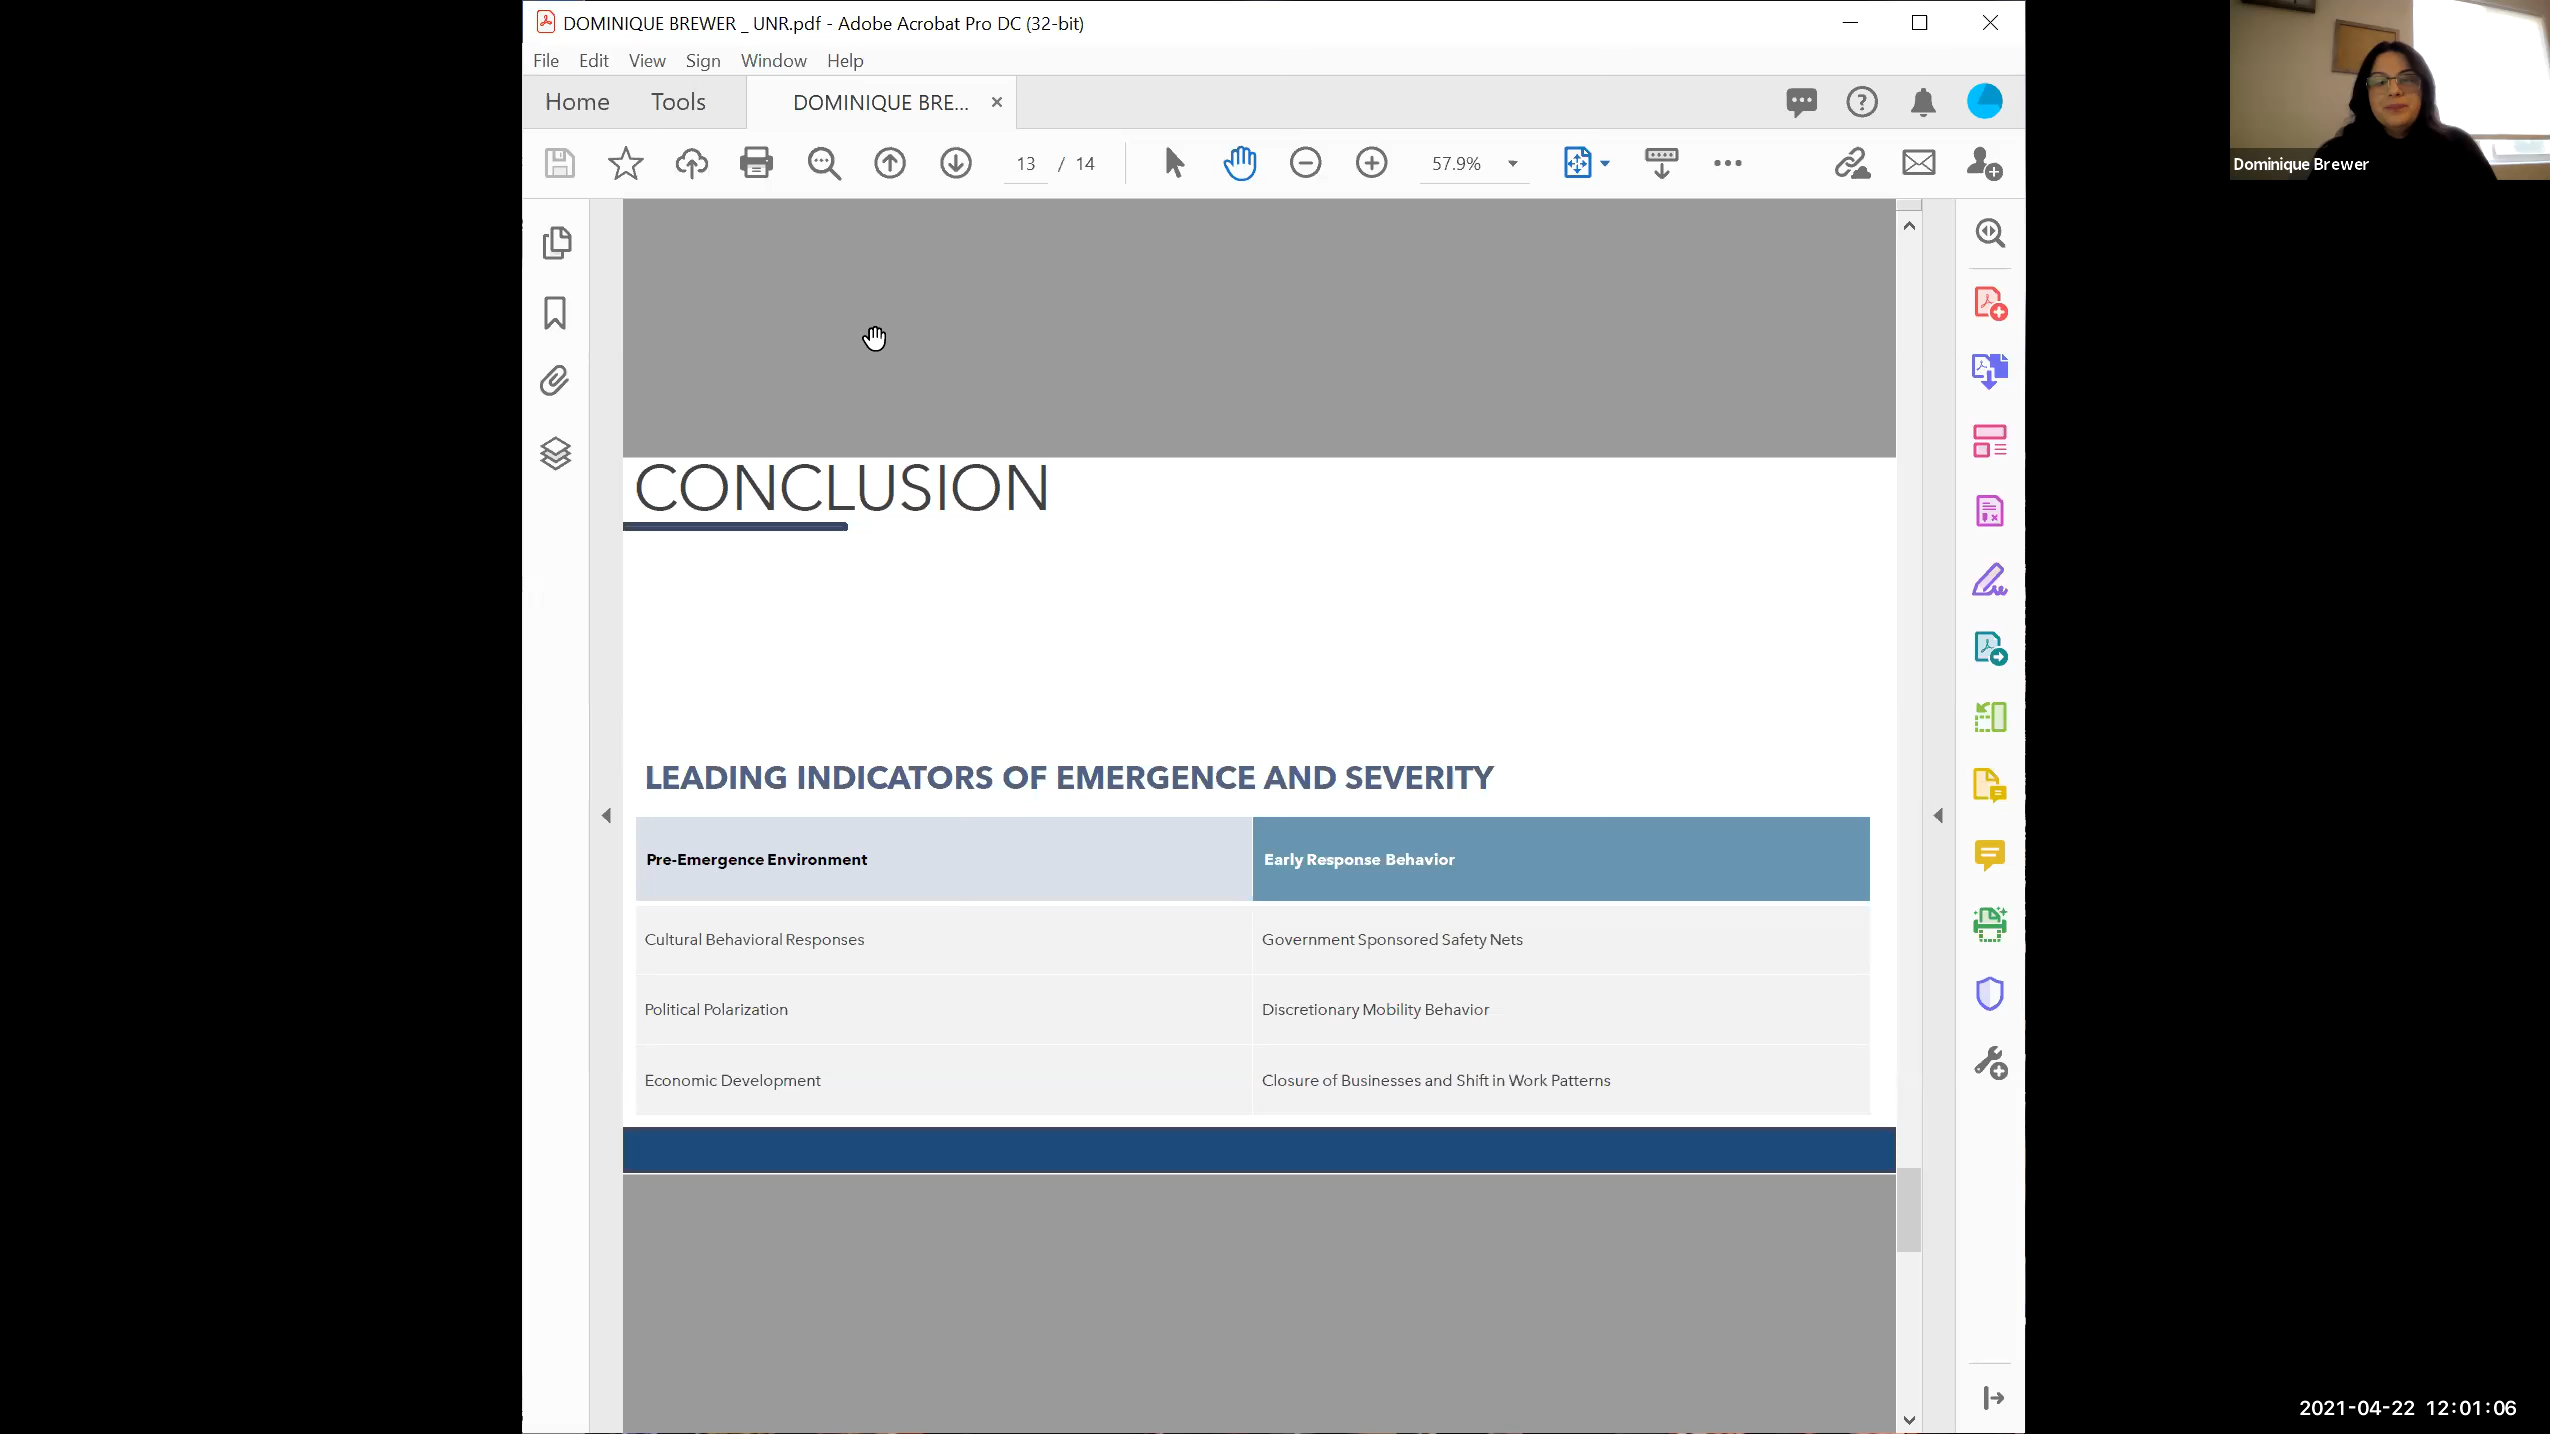 DOMINIQUE BREWER _ UNR.pdf - Adobe Acrobat Pro DC (32-bit)
File Edit View Sign Window Help
Home Tools DOMINIQUE BRE... ×
13 / 14 57.9%
CONCLUSION
LEADING INDICATORS OF EMERGENCE AND SEVERITY
Pre-Emergence Environment Early Response Behavior
Cultural Behavioral Responses Government Sponsored Safety Nets
Political Polarization Discretionary Mobility Behavior
Economic Development Closure of Businesses and Shift in Work Patterns
Dominique Brewer
2021-04-22 12:01:06